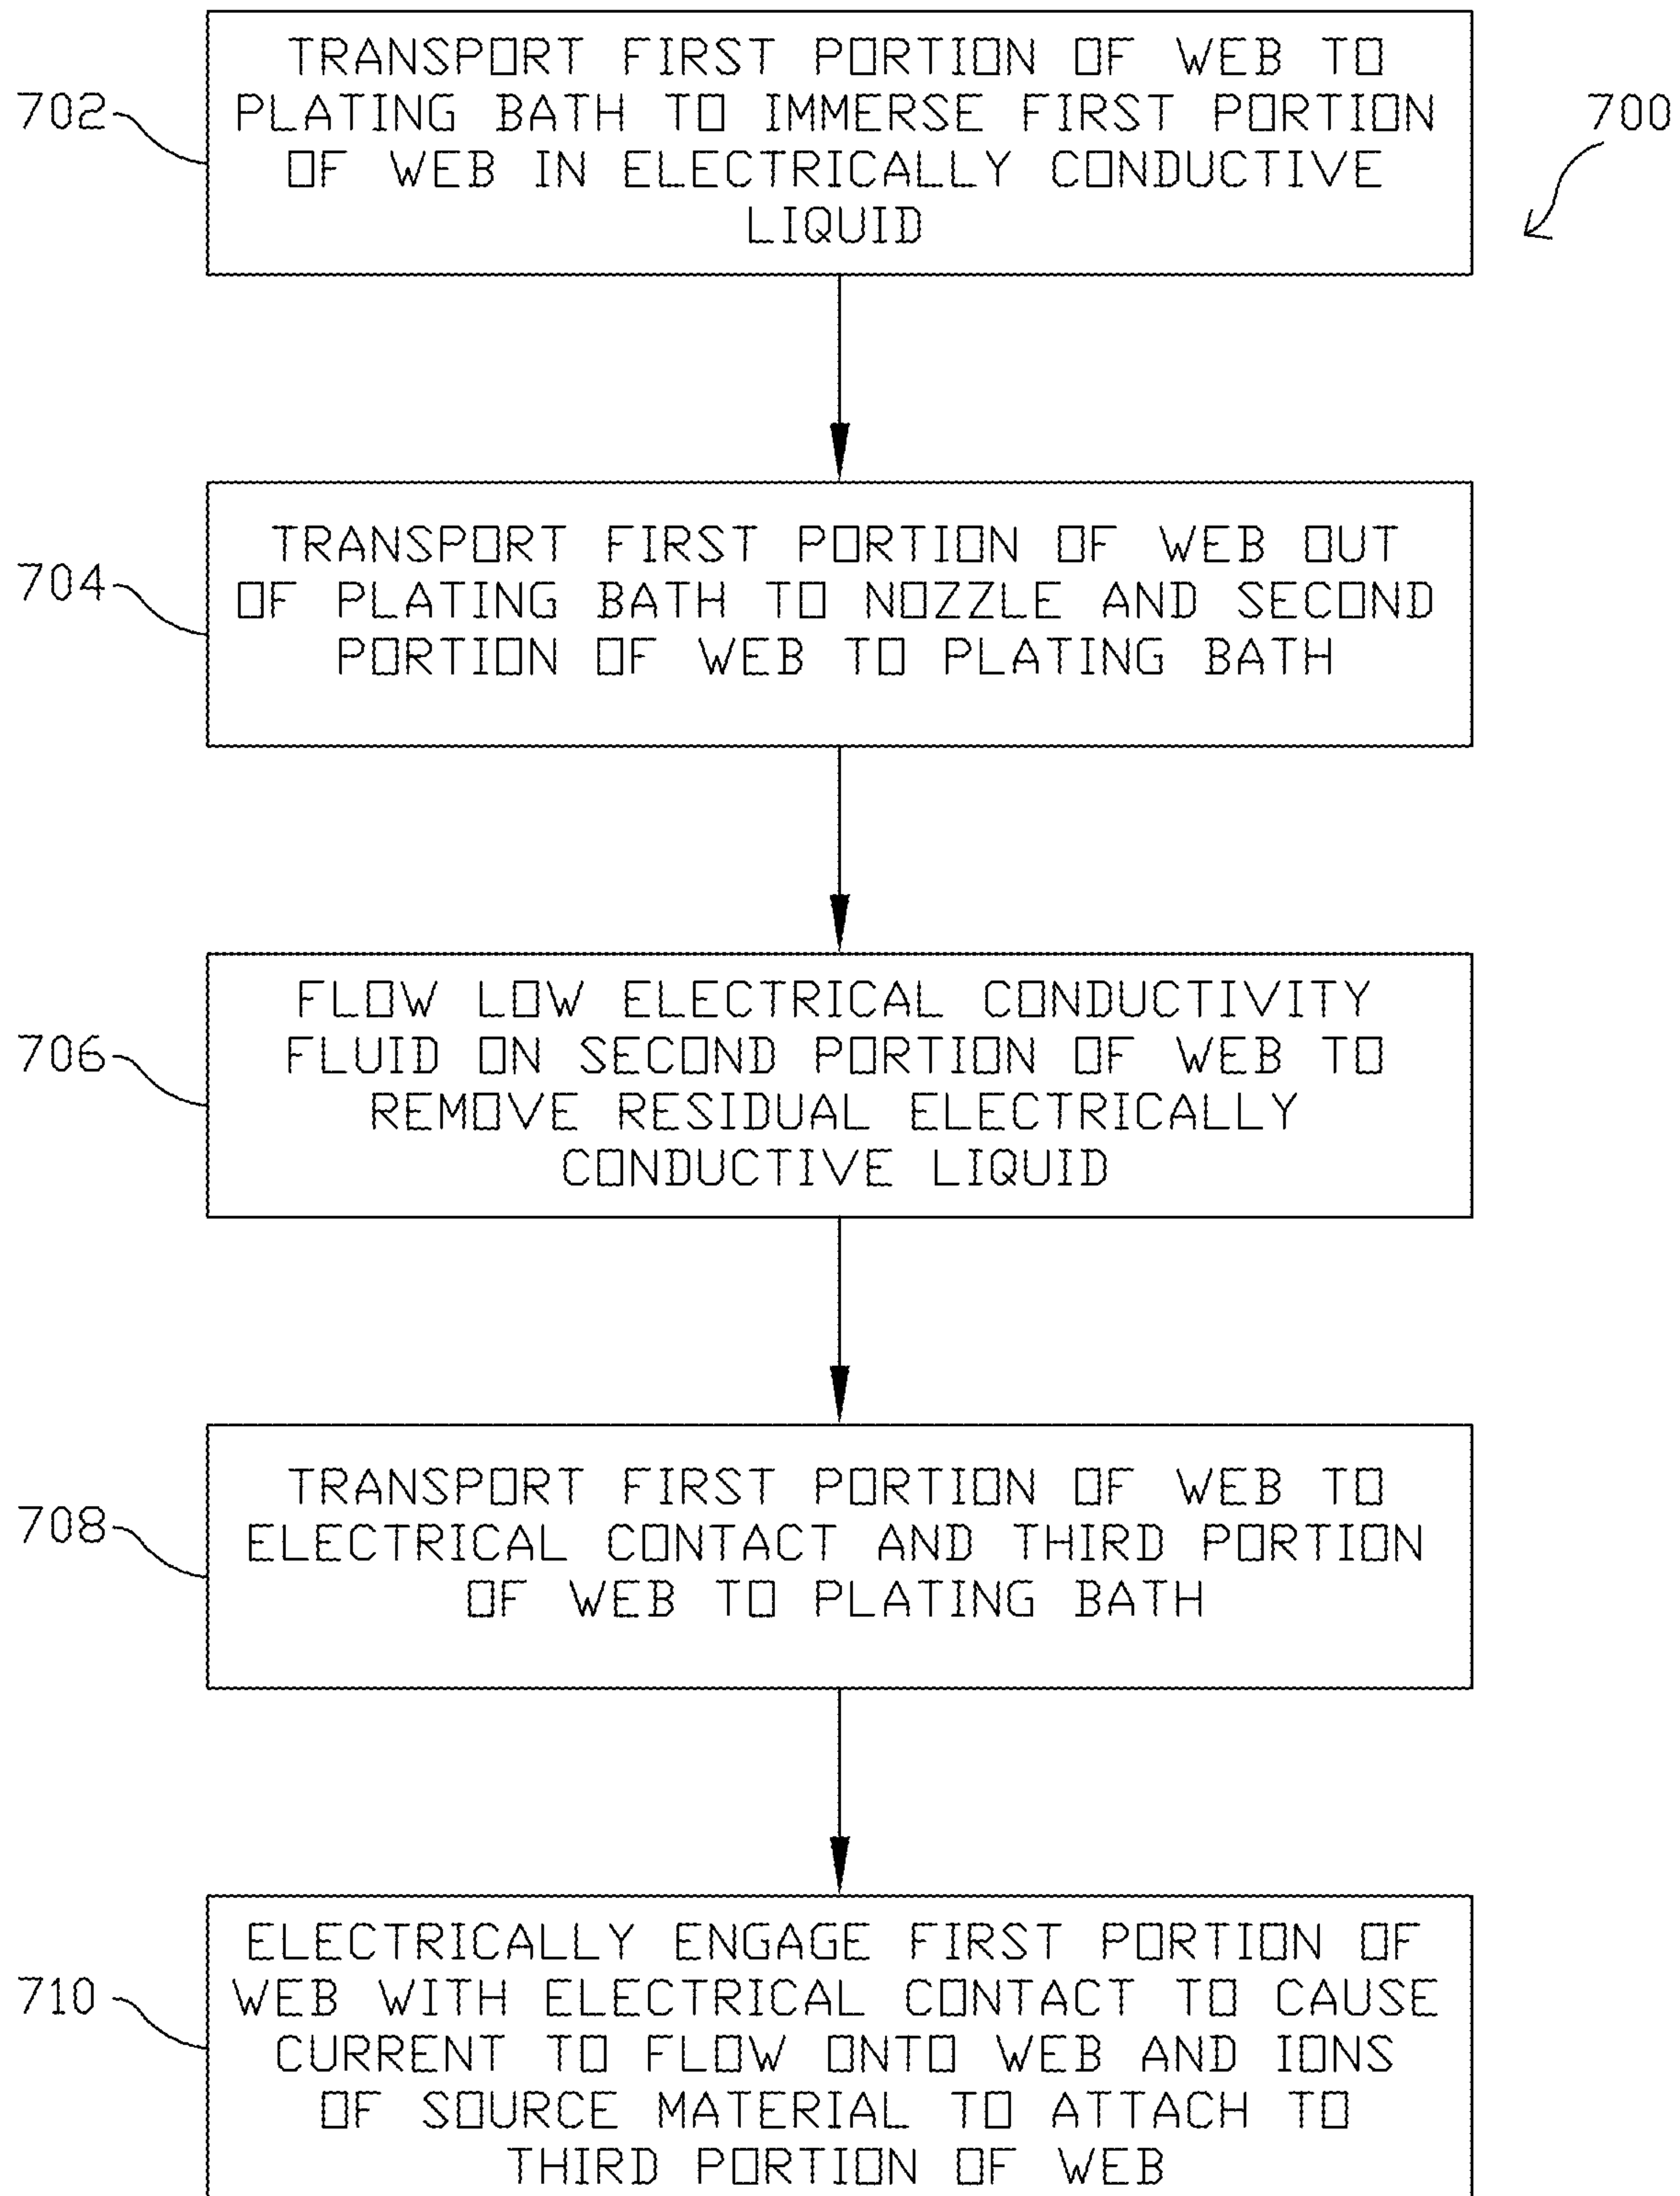 700
702
TRANSPORT FIRST PORTION OF WEB TO
PLATING BATH TO IMMERSE FIRST PORTION
OF WEB IN ELECTRICALLY CONDUCTIVE
LIQUID
704
TRANSPORT FIRST PORTION OF WEB OUT
OF PLATING BATH TO NOZZLE AND SECOND
PORTION OF WEB TO PLATING BATH
706
FLOW LOW ELECTRICAL CONDUCTIVITY
FLUID ON SECOND PORTION OF WEB TO
REMOVE RESIDUAL ELECTRICALLY
CONDUCTIVE LIQUID
708
TRANSPORT FIRST PORTION OF WEB TO
ELECTRICAL CONTACT AND THIRD PORTION
OF WEB TO PLATING BATH
710
ELECTRICALLY ENGAGE FIRST PORTION OF
WEB WITH ELECTRICAL CONTACT TO CAUSE
CURRENT TO FLOW ONTO WEB AND IONS
OF SOURCE MATERIAL TO ATTACH TO
THIRD PORTION OF WEB